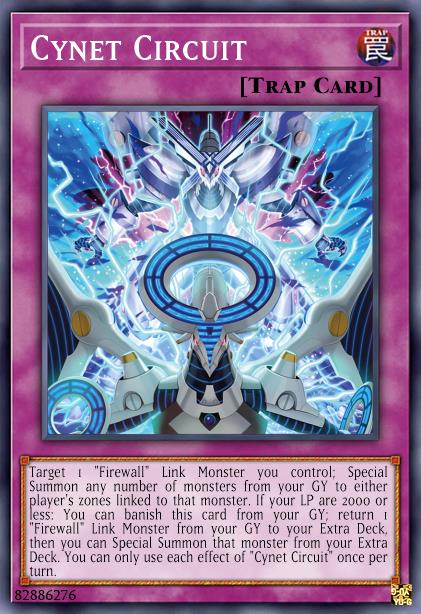 Cynet Circuit
TRAP
罠
[Trap Card]
Target 1 "Firewall" Link Monster you control; Special
Summon any number of monsters from your GY to either
player's zones linked to that monster. If your LP are 2000 or
less: You can banish this card from your GY; return 1
"Firewall" Link Monster from your GY to your Extra Deck,
then you can Special Summon that monster from your Extra
Deck. You can only use each effect of "Cynet Circuit" once per
turn.
82886276